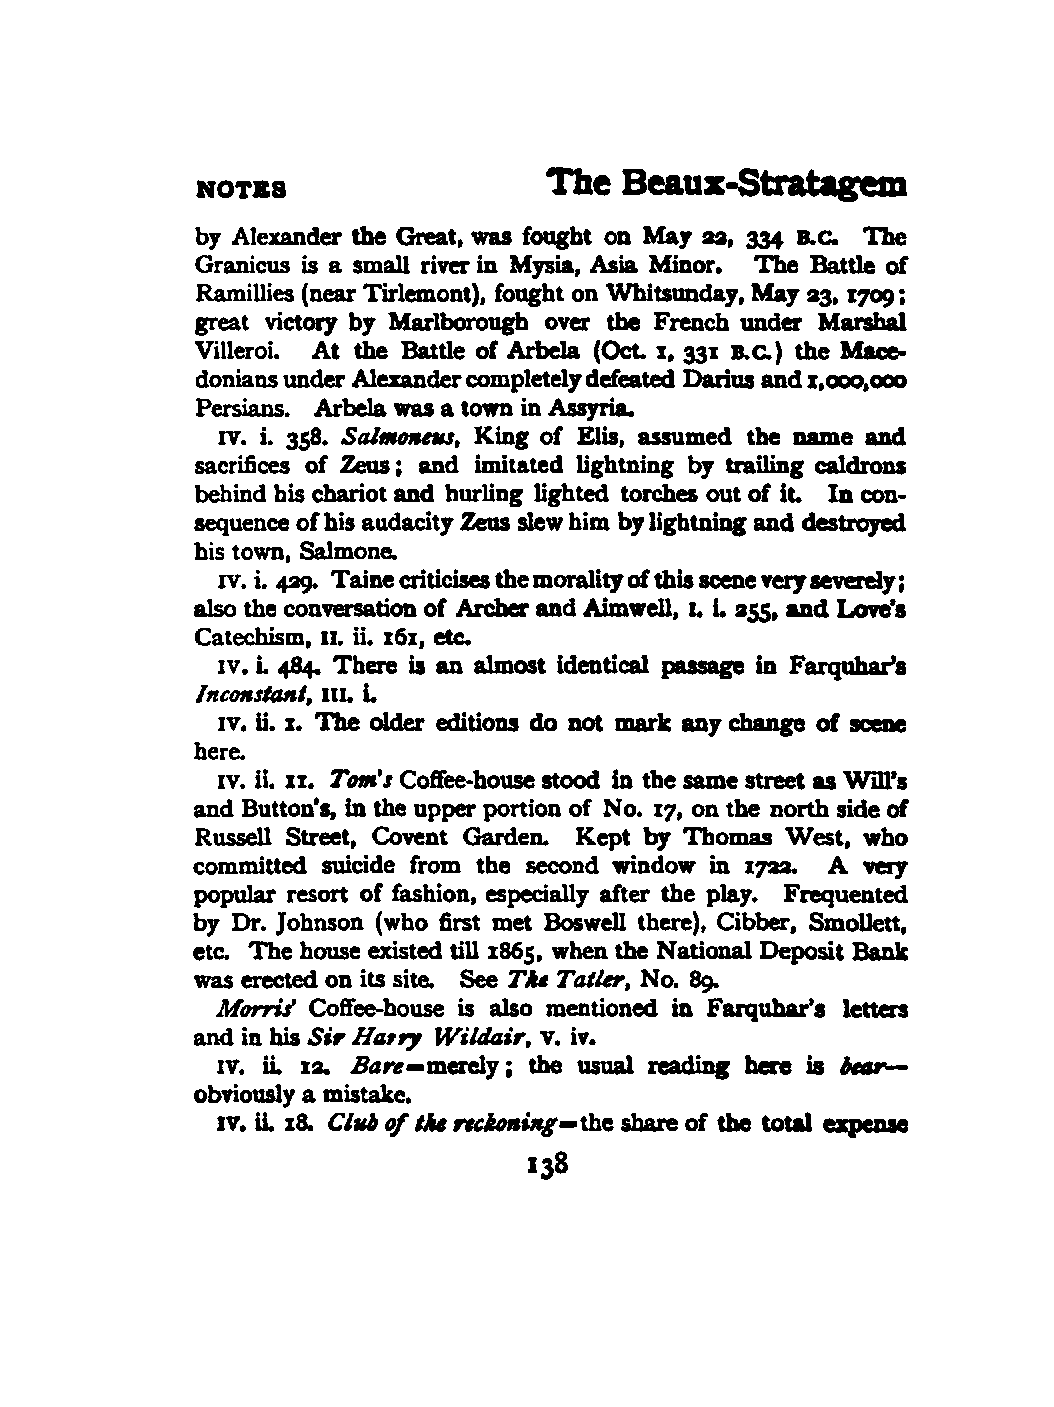 NOTES The Beaux-Stratagem
by Alexander the Great, was fought on May 22, 334 B.C. The
Granicus is a small river in Mysia, Asia Minor. The Battle of
Ramillies (near Tirlemont), fought on Whitsunday, May 23, 1709;
great victory by Marlborough over the French under Marshal
Villeroi. At the Battle of Arbela (Oct. 1, 331 B.C.) the Mace-
donians under Alexander completely defeated Darius and 1,000,000
Persians. Arbela was a town in Assyria.
IV. i. 358. Salmoneus, King of Elis, assumed the name and
sacrifices of Zeus; and imitated lightning by trailing caldrons
behind his chariot and hurling lighted torches out of it. In con-
sequence of his audacity Zeus slew him by lightning and destroyed
his town, Salmone.
IV. i. 429. Taine criticises the morality of this scene very severely;
also the conversation of Archer and Aimwell, I. i. 255, and Love's
Catechism, II. ii. 161, etc.
IV. i. 484. There is an almost identical passage in Farquhar's
Inconstant, III. i.
IV. ii. 1. The older editions do not mark any change of scene
here.
IV. ii. 11. Tom's Coffee-house stood in the same street as Will's
and Button's, in the upper portion of No. 17, on the north side of
Russell Street, Covent Garden. Kept by Thomas West, who
committed suicide from the second window in 1722. A very
popular resort of fashion, especially after the play. Frequented
by Dr. Johnson (who first met Boswell there), Cibber, Smollett,
etc. The house existed till 1865, when the National Deposit Bank
was erected on its site. See The Tatler, No. 89.
Morris' Coffee-house is also mentioned in Farquhar's letters
and in his Sir Harry Wildair, V. iv.
IV. ii. 12. Bare=merely; the usual reading here is bear—
obviously a mistake.
IV. ii. 18. Club of the reckoning=the share of the total expense
138